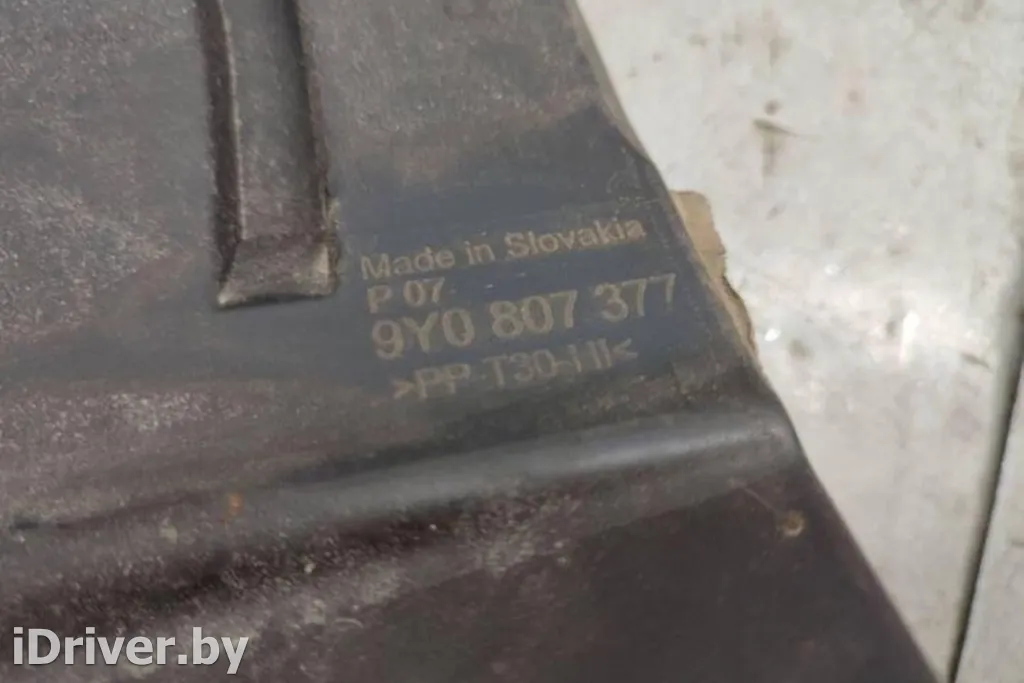 Made in Slovakia
P 07
9Y0 807 377
>PP-T30-HI<
iDriver.by